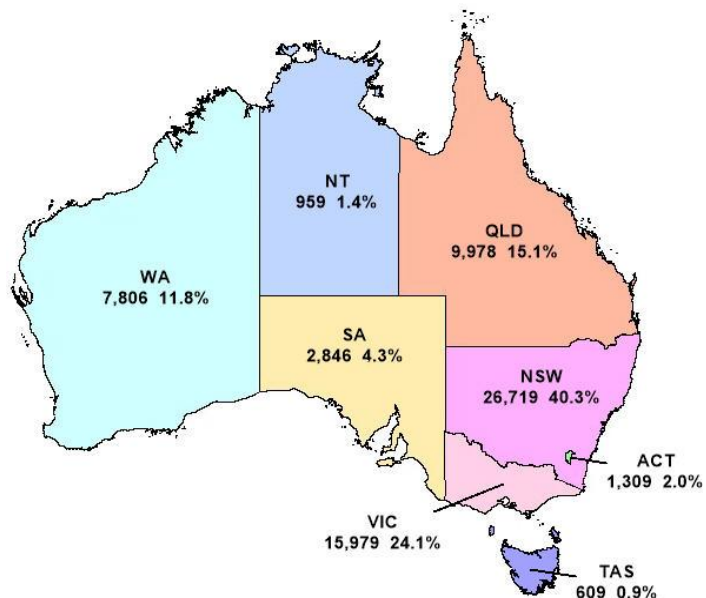 NT
959 1.4%
QLD
9,978 15.1%
WA
7,806 11.8%
SA
2,846 4.3%
NSW
26,719 40.3%
ACT
1,309 2.0%
VIC
15,979 24.1%
TAS
609 0.9%